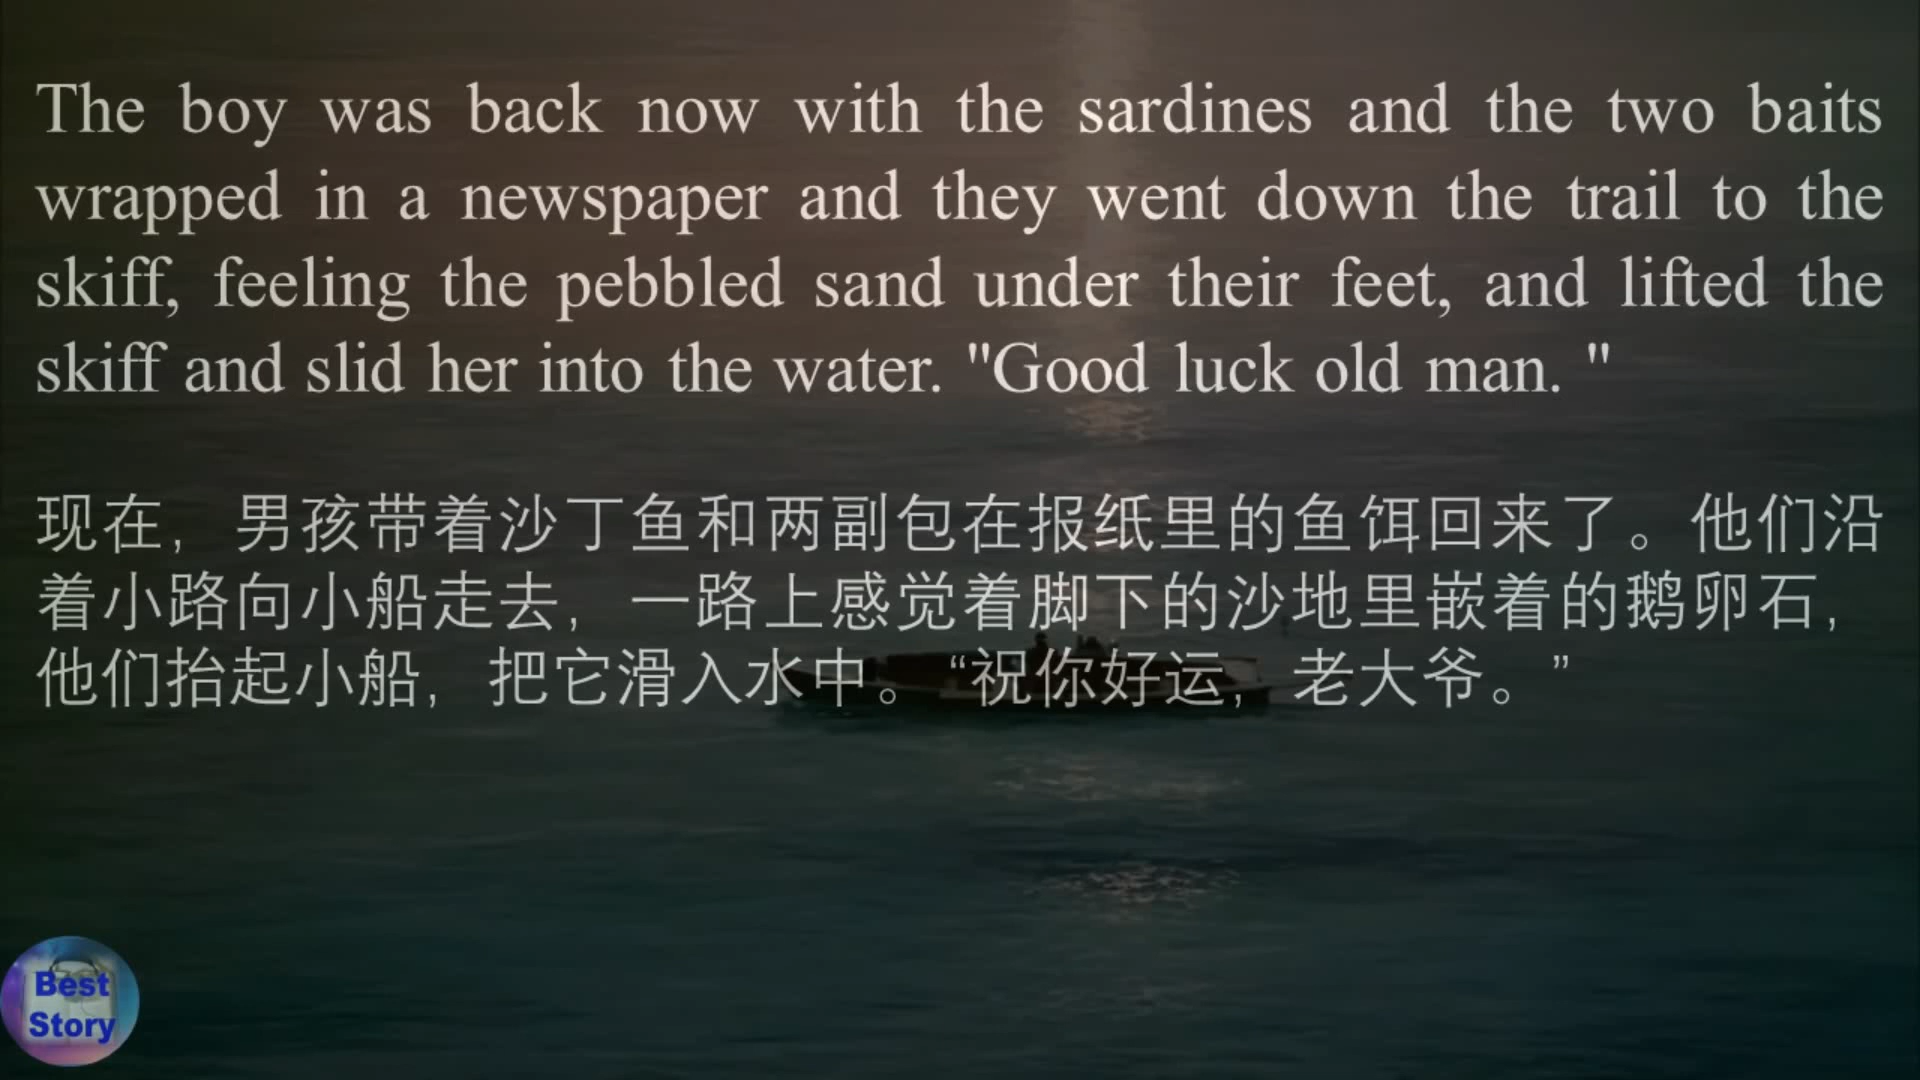 The boy was back now with the sardines and the two baits
wrapped in a newspaper and they went down the trail to the
skiff, feeling the pebbled sand under their feet, and lifted the
skiff and slid her into the water. "Good luck old man. "
现在，男孩带着沙丁鱼和两副包在报纸里的鱼饵回来了。他们沿
着小路向小船走去，一路上感觉着脚下的沙地里嵌着的鹅卵石，
他们抬起小船，把它滑入水中。“祝你好运，老大爷。”
Best
Story